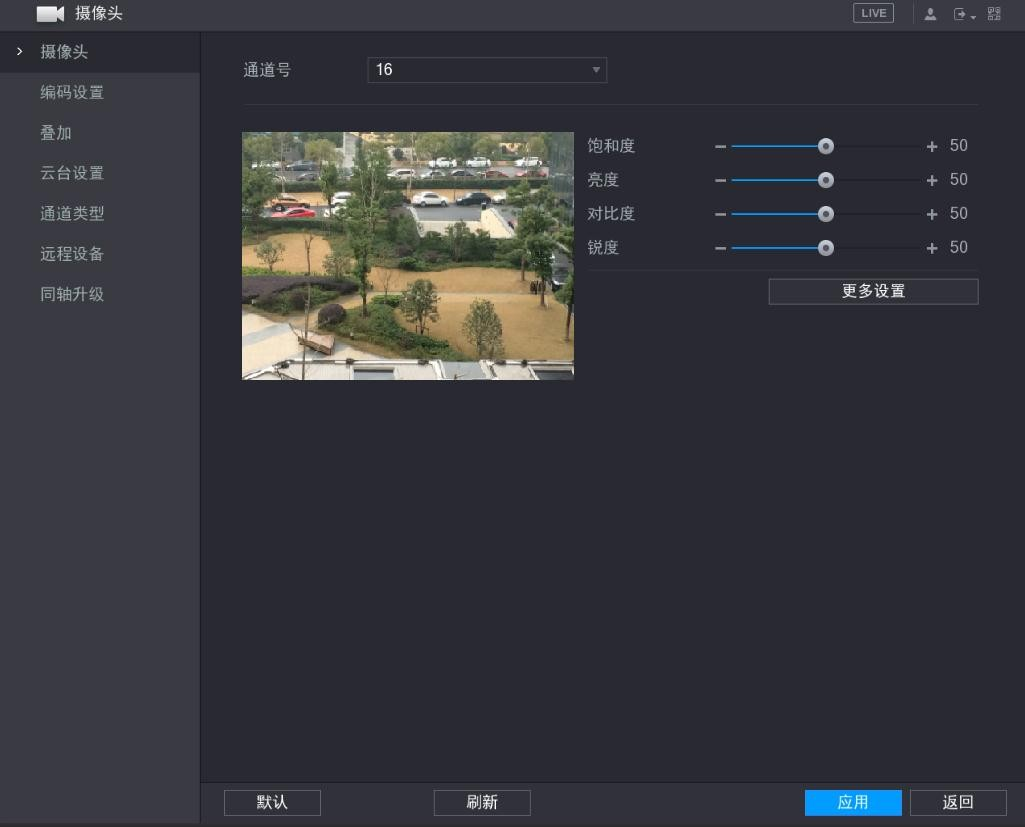 摄像头
LIVE
摄像头
编码设置
叠加
云台设置
通道类型
远程设备
同轴升级
通道号 16
饱和度 50
亮度 50
对比度 50
锐度 50
更多设置
默认 刷新 应用 返回